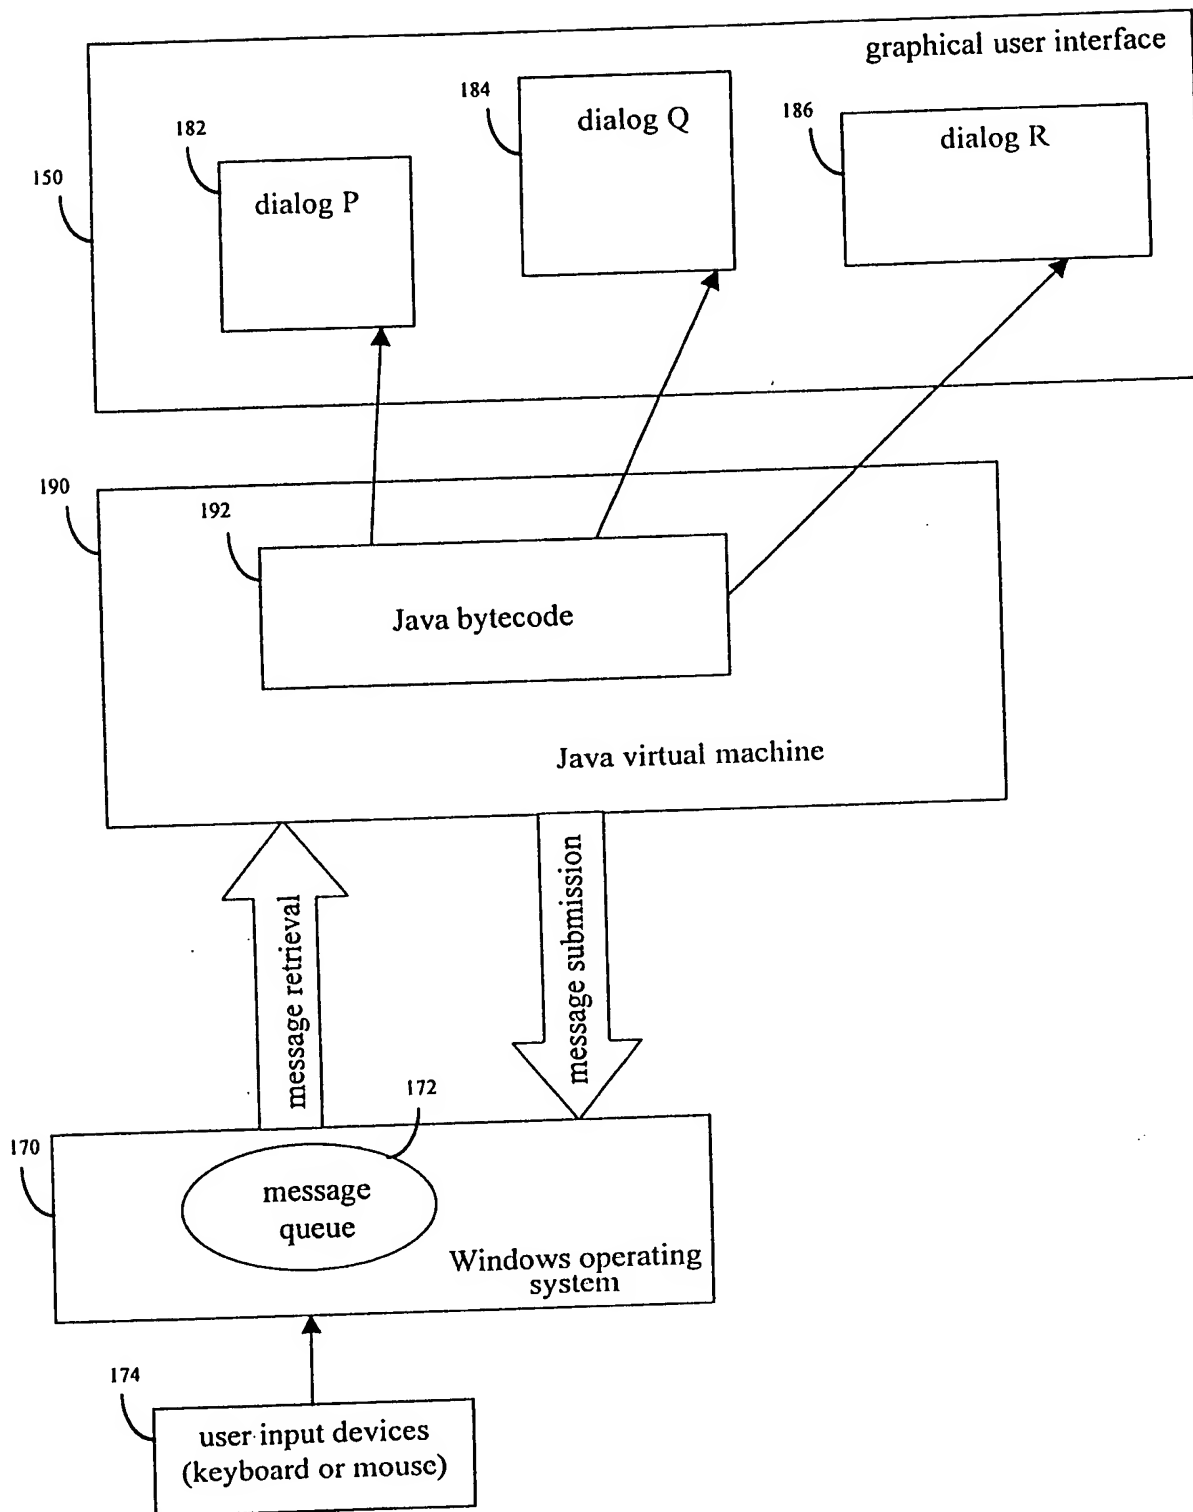 graphical user interface
184
dialog Q
186
dialog R
182
dialog P
150
190
192
Java bytecode
Java virtual machine
message retrieval
message submission
172
170
message
queue
Windows operating
system
174
user input devices
(keyboard or mouse)